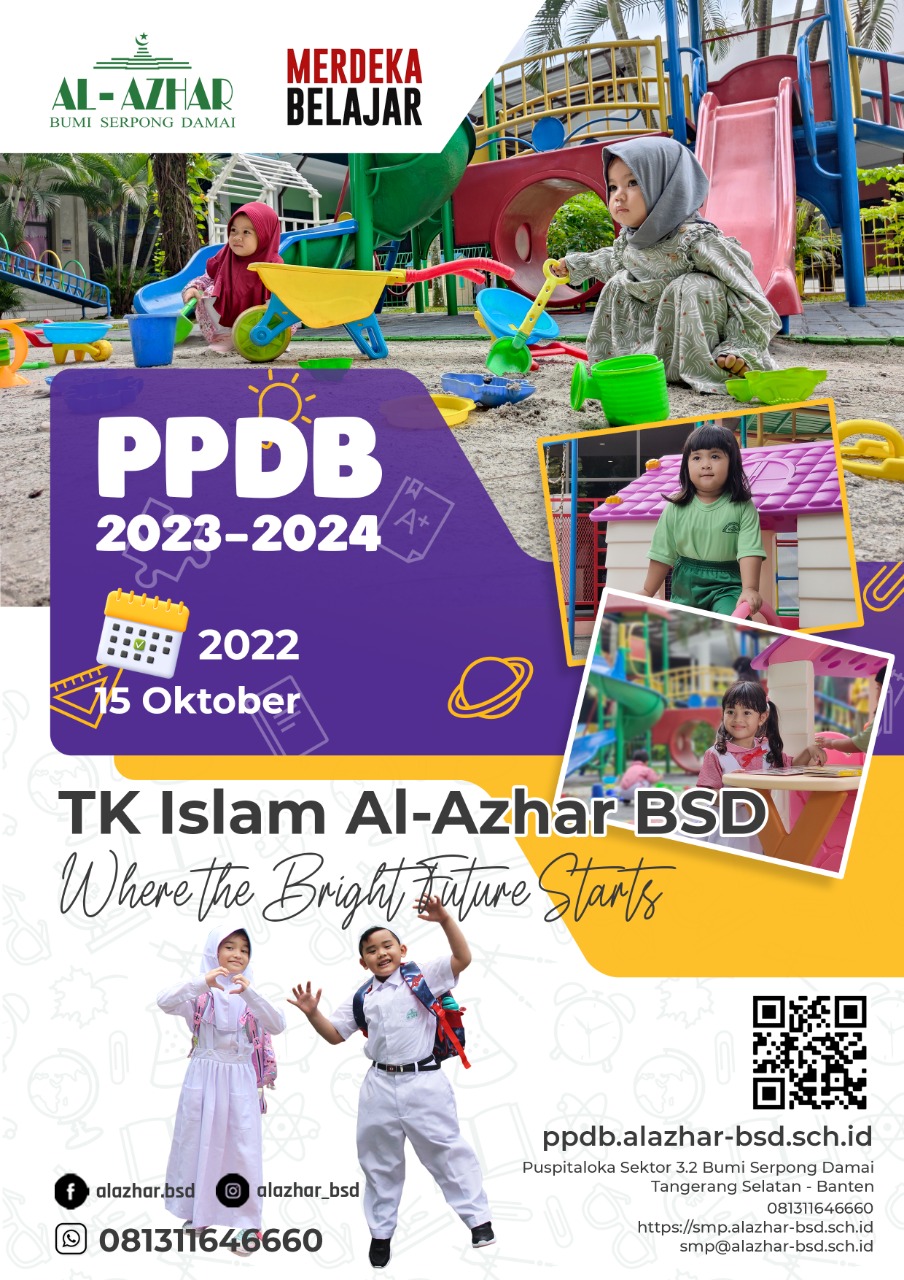 AL-AZHAR
BUMI SERPONG DAMAI
MERDEKA
BELAJAR
PPDB
2023-2024
A+
2022
15 Oktober
TK Islam Al-Azhar BSD
Where the Bright Future Starts
ppdb.alazhar-bsd.sch.id
Puspitaloka Sektor 3.2 Bumi Serpong Damai
Tangerang Selatan - Banten
081311646660
https://smp.alazhar-bsd.sch.id
smp@alazhar-bsd.sch.id
alazhar.bsd
alazhar_bsd
081311646660